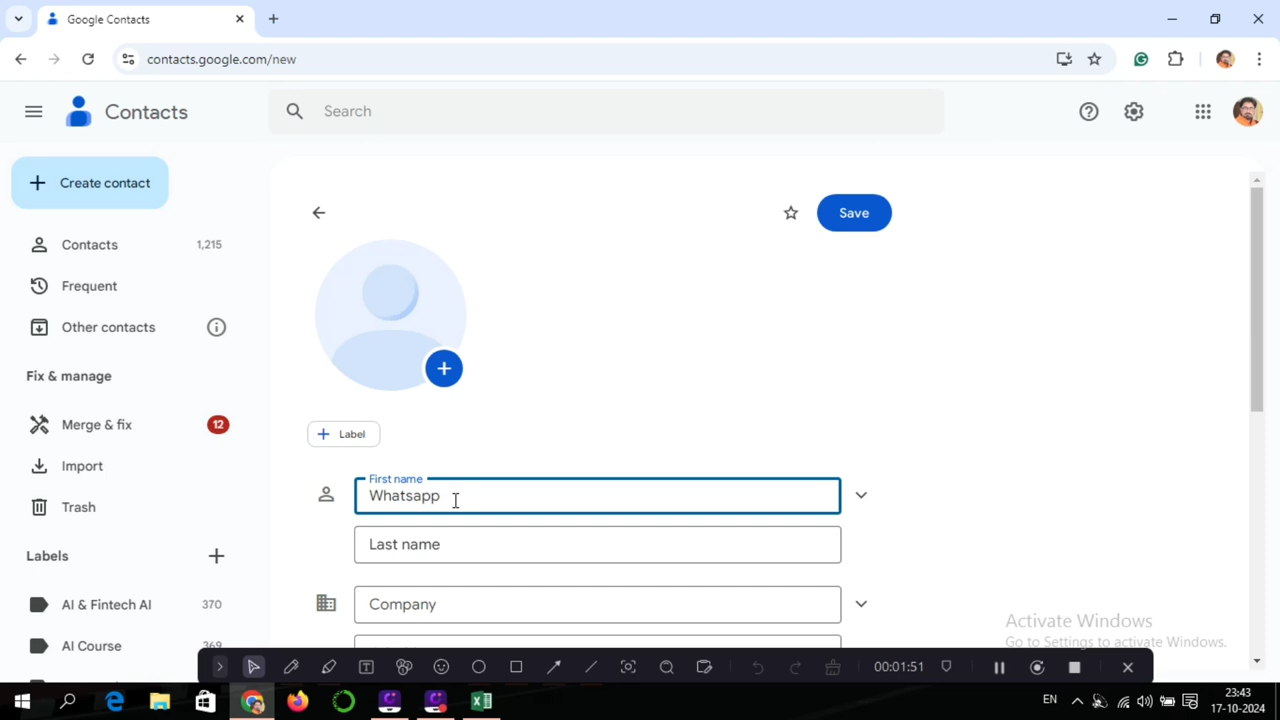 Google Contacts
contacts.google.com/new
Contacts
Search
Create contact
Save
Contacts 1,215
Frequent
Other contacts
Fix & manage
Merge & fix 12
Label
Import
First name
Whatsapp
Trash
Last name
Labels
AI & Fintech AI 370
Company
AI Course 369
Activate Windows
Go to Settings to activate Windows.
00:01:51
EN
23:43
17-10-2024